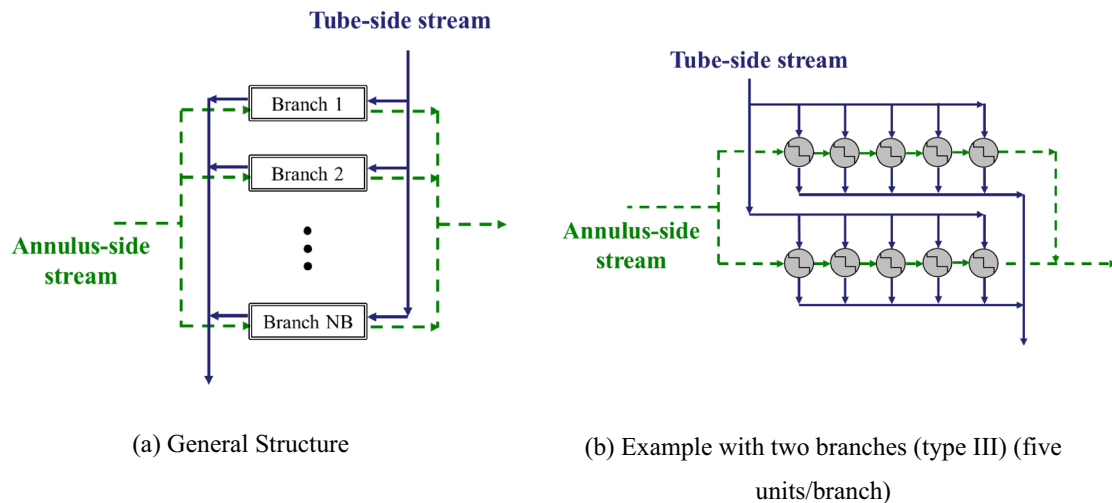 Tube-side stream
Branch 1
Branch 2
Annulus-side
stream
Branch NB
(a) General Structure
Tube-side stream
Annulus-side
stream
(b) Example with two branches (type III) (five
units/branch)